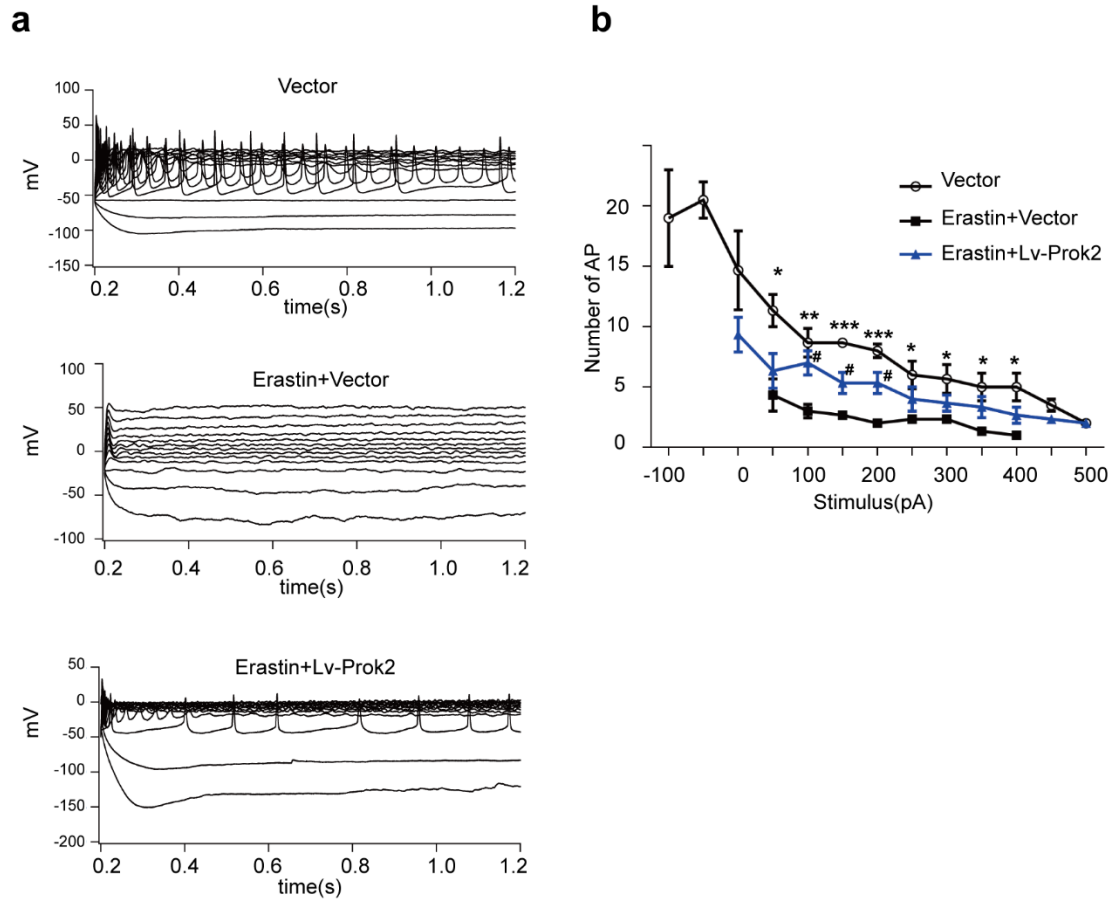 a
Vector
100
50
0
-50
-100
-150
mV
0.2 0.4 0.6 0.8 1.0 1.2
time(s)
Erastin+Vector
100
50
0
-50
-100
mV
0.2 0.4 0.6 0.8 1.0 1.2
time(s)
Erastin+Lv-Prok2
50
0
-50
-100
-150
-200
mV
0.2 0.4 0.6 0.8 1.0 1.2
time(s)
b
Vector
Erastin+Vector
Erastin+Lv-Prok2
20
15
10
5
0
Number of AP
* ** *** *** * * * *
# # #
-100 0 100 200 300 400 500
Stimulus(pA)